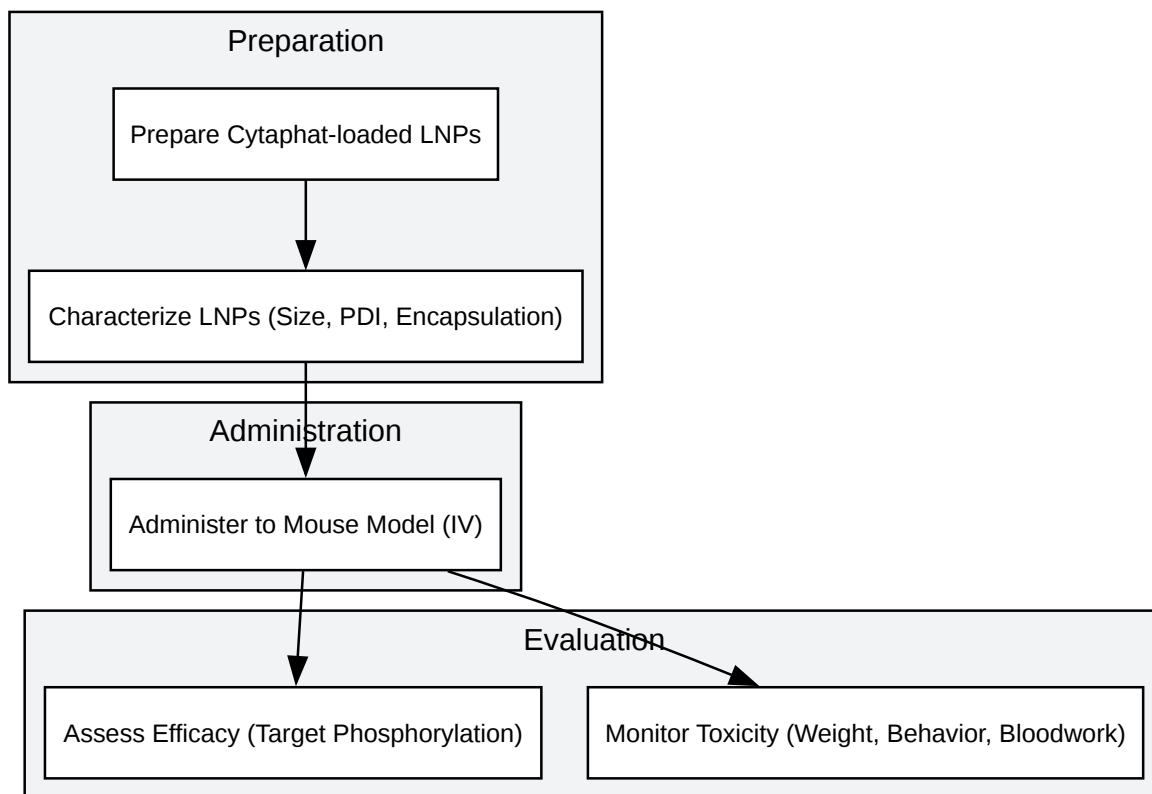 Preparation
Prepare Cytaphat-loaded LNPs
Characterize LNPs (Size, PDI, Encapsulation)
Administration
Administer to Mouse Model (IV)
Evaluation
Assess Efficacy (Target Phosphorylation)
Monitor Toxicity (Weight, Behavior, Bloodwork)